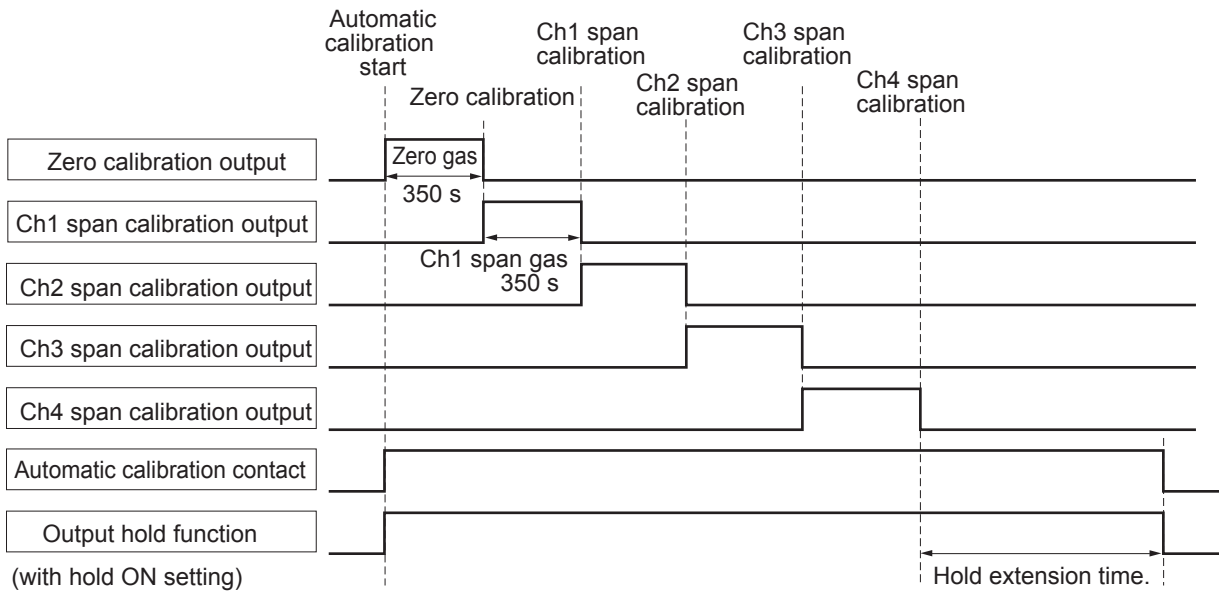 Automatic
calibration
start
Zero calibration
Ch1 span
calibration
Ch2 span
calibration
Ch3 span
calibration
Ch4 span
calibration
Zero calibration output
Zero gas
350 s
Ch1 span calibration output
Ch1 span gas
350 s
Ch2 span calibration output
Ch3 span calibration output
Ch4 span calibration output
Automatic calibration contact
Output hold function
(with hold ON setting)
Hold extension time.